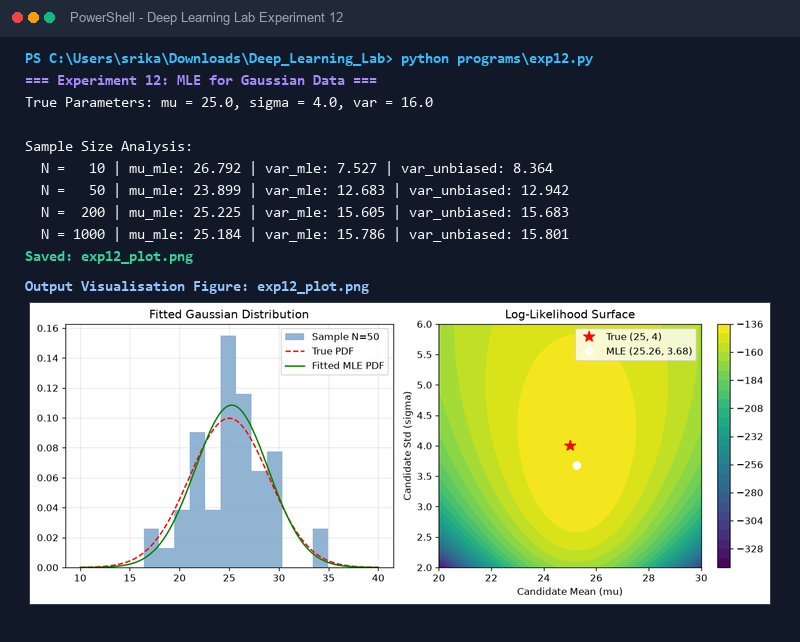 PowerShell - Deep Learning Lab Experiment 12
PS C:\Users\srika\Downloads\Deep_Learning_Lab> python programs\exp12.py
=== Experiment 12: MLE for Gaussian Data ===
True Parameters: mu = 25.0, sigma = 4.0, var = 16.0
Sample Size Analysis:
N =   10 | mu_mle: 26.792 | var_mle: 7.527 | var_unbiased: 8.364
N =   50 | mu_mle: 23.899 | var_mle: 12.683 | var_unbiased: 12.942
N =  200 | mu_mle: 25.225 | var_mle: 15.605 | var_unbiased: 15.683
N = 1000 | mu_mle: 25.184 | var_mle: 15.786 | var_unbiased: 15.801
Saved: exp12_plot.png
Output Visualisation Figure: exp12_plot.png
Fitted Gaussian Distribution
0.16
0.14
0.12
0.10
0.08
0.06
0.04
0.02
0.00
10 15 20 25 30 35 40
Sample N=50
True PDF
Fitted MLE PDF
Log-Likelihood Surface
Candidate Std (sigma)
6.0
5.5
5.0
4.5
4.0
3.5
3.0
2.5
2.0
20 22 24 26 28 30
Candidate Mean (mu)
True (25, 4)
MLE (25.26, 3.68)
−136
−160
−184
−208
−232
−256
−280
−304
−328